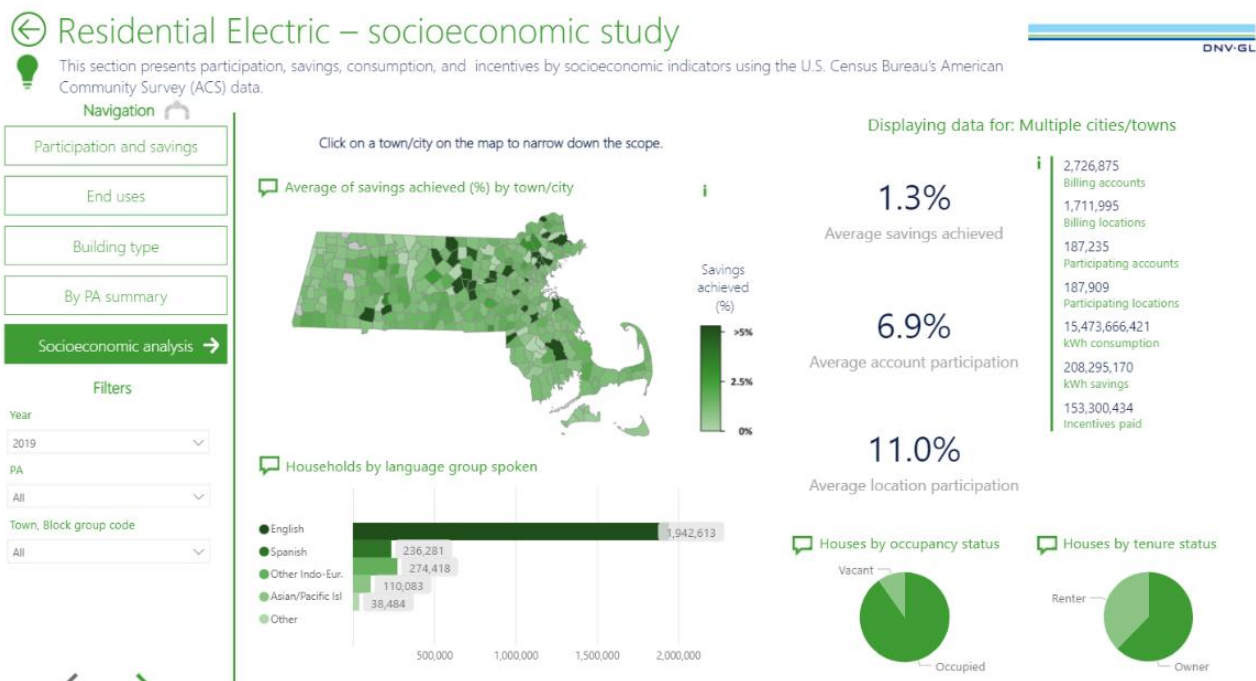 Residential Electric – socioeconomic study
DNV·GL
This section presents participation, savings, consumption, and incentives by socioeconomic indicators using the U.S. Census Bureau's American
Community Survey (ACS) data.
Navigation
Participation and savings
End uses
Building type
By PA summary
Socioeconomic analysis
Filters
Year
2019
PA
All
Town, Block group code
All
Click on a town/city on the map to narrow down the scope.
Average of savings achieved (%) by town/city
i
Savings
achieved
(%)
>5%
2.5%
0%
Households by language group spoken
English
Spanish
Other Indo-Eur.
Asian/Pacific Isl
Other
1,942,613
236,281
274,418
110,083
38,484
500,000
1,000,000
1,500,000
2,000,000
Displaying data for: Multiple cities/towns
1.3%
Average savings achieved
6.9%
Average account participation
11.0%
Average location participation
i
2,726,875
Billing accounts
1,711,995
Billing locations
187,235
Participating accounts
187,909
Participating locations
15,473,666,421
kWh consumption
208,295,170
kWh savings
153,300,434
Incentives paid
Houses by occupancy status
Vacant
Occupied
Houses by tenure status
Renter
Owner